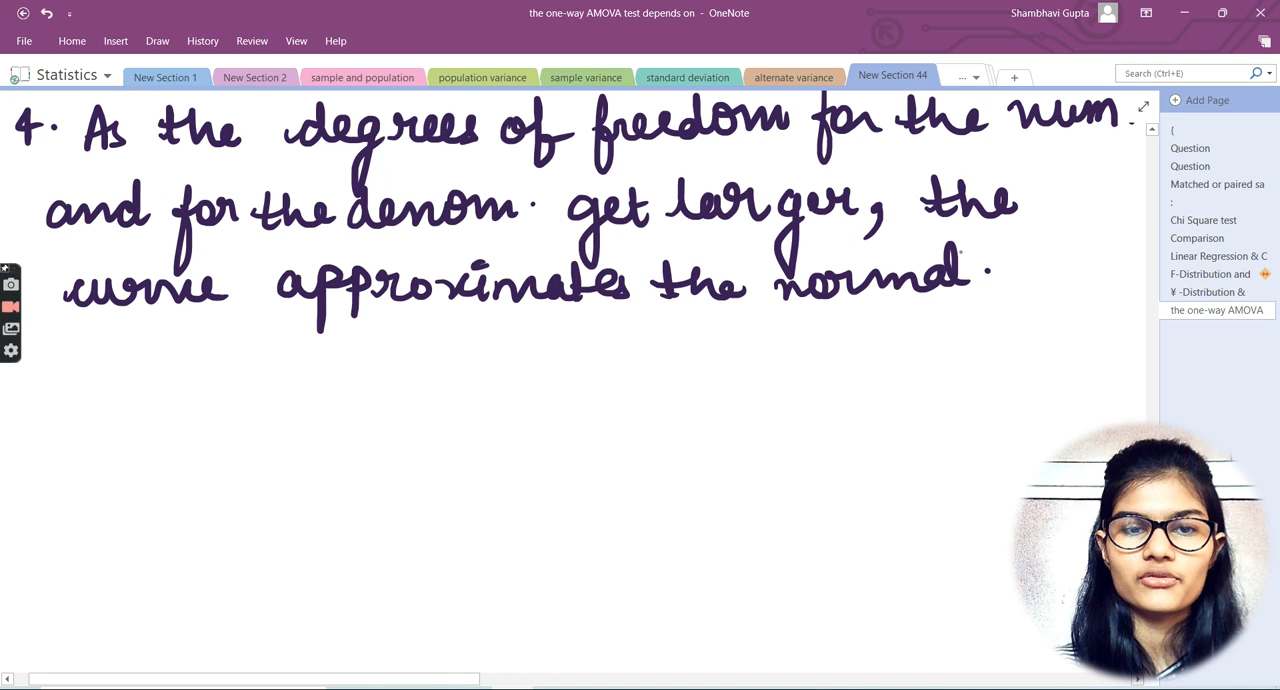 the one-way AMOVA test depends on - OneNote
Shambhavi Gupta
File Home Insert Draw History Review View Help
Statistics
New Section 1
New Section 2
sample and population
population variance
sample variance
standard deviation
alternate variance
New Section 44
...
Search (Ctrl+E)
Add Page
{
Question
Question
Matched or paired sa
:
Chi Square test
Comparison
Linear Regression & C
F-Distribution and
¥ -Distribution &
the one-way AMOVA
4. As the degrees of freedom for the num.
and for the denom. get larger, the
curve approximates the normal.